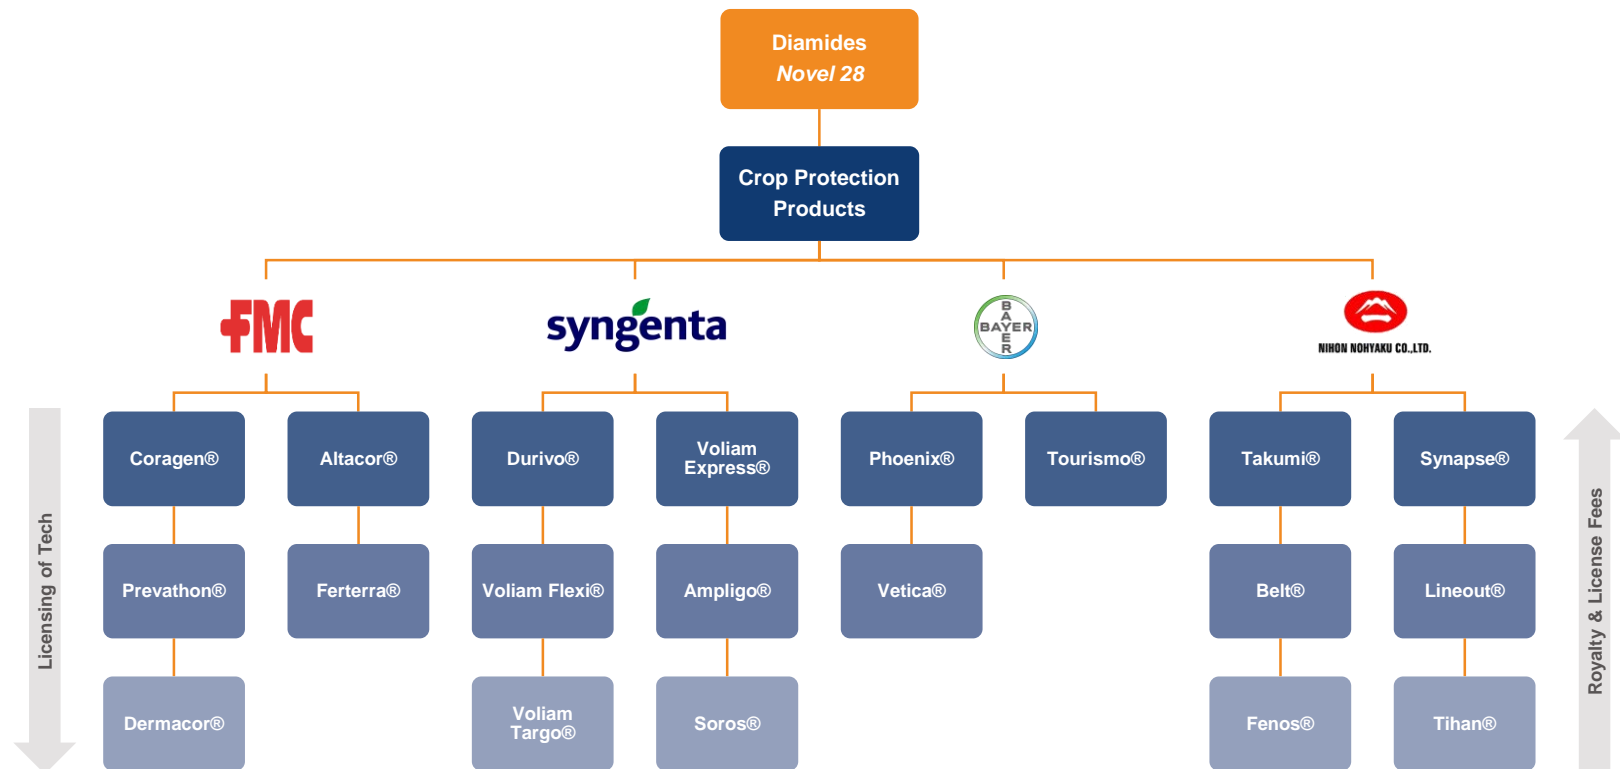 Diamides
Novel 28
Crop Protection
Products
FMC
syngenta
BAYER
BAYER
NIHON NOHYAKU CO.,LTD.
Licensing of Tech
Coragen®
Altacor®
Durivo®
Voliam
Express®
Phoenix®
Tourismo®
Takumi®
Synapse®
Royalty & License Fees
Prevathon®
Ferterra®
Voliam Flexi®
Ampligo®
Vetica®
Belt®
Lineout®
Dermacor®
Voliam
Targo®
Soros®
Fenos®
Tihan®